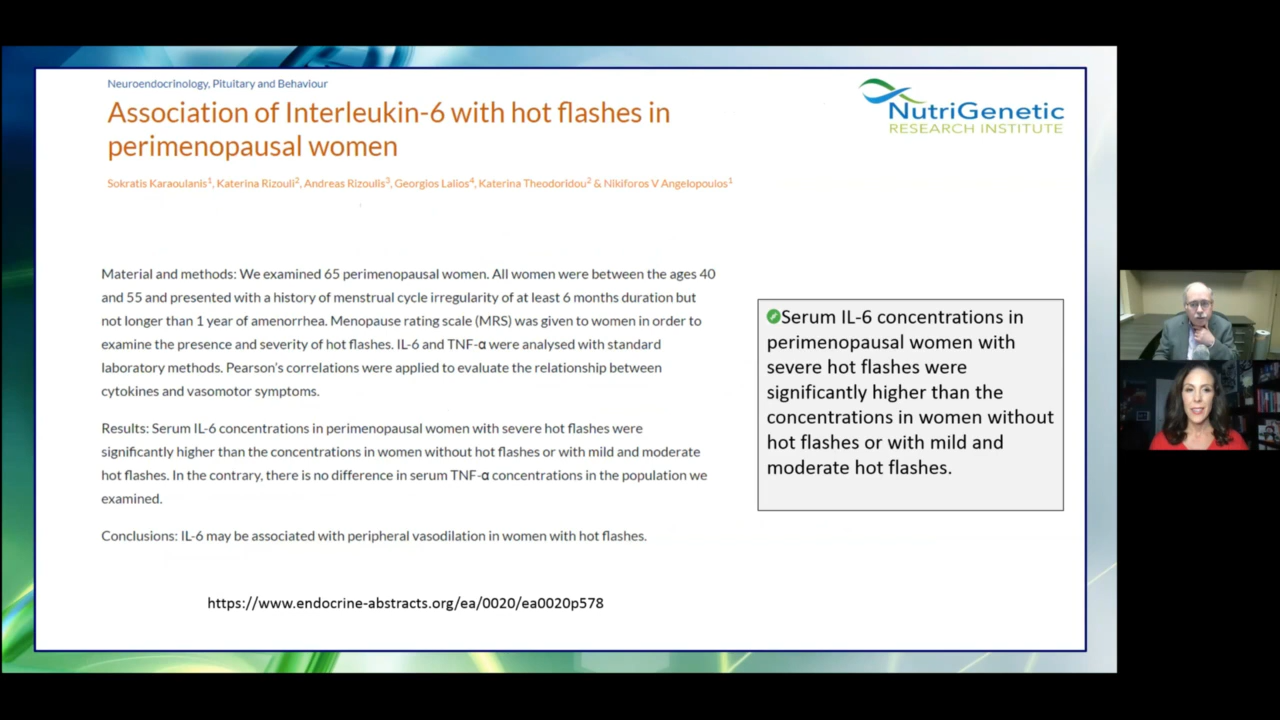 Neuroendocrinology, Pituitary and Behaviour
Association of Interleukin-6 with hot flashes in
perimenopausal women
Sokratis Karaoulanis1, Katerina Rizouli2, Andreas Rizoulis3, Georgios Lalios4, Katerina Theodoridou2 & Nikiforos V Angelopoulos1
NutriGenetic
RESEARCH INSTITUTE
Material and methods: We examined 65 perimenopausal women. All women were between the ages 40
and 55 and presented with a history of menstrual cycle irregularity of at least 6 months duration but
not longer than 1 year of amenorrhea. Menopause rating scale (MRS) was given to women in order to
examine the presence and severity of hot flashes. IL-6 and TNF-α were analysed with standard
laboratory methods. Pearson's correlations were applied to evaluate the relationship between
cytokines and vasomotor symptoms.
Results: Serum IL-6 concentrations in perimenopausal women with severe hot flashes were
significantly higher than the concentrations in women without hot flashes or with mild and moderate
hot flashes. In the contrary, there is no difference in serum TNF-α concentrations in the population we
examined.
Conclusions: IL-6 may be associated with peripheral vasodilation in women with hot flashes.
https://www.endocrine-abstracts.org/ea/0020/ea0020p578
Serum IL-6 concentrations in
perimenopausal women with
severe hot flashes were
significantly higher than the
concentrations in women without
hot flashes or with mild and
moderate hot flashes.